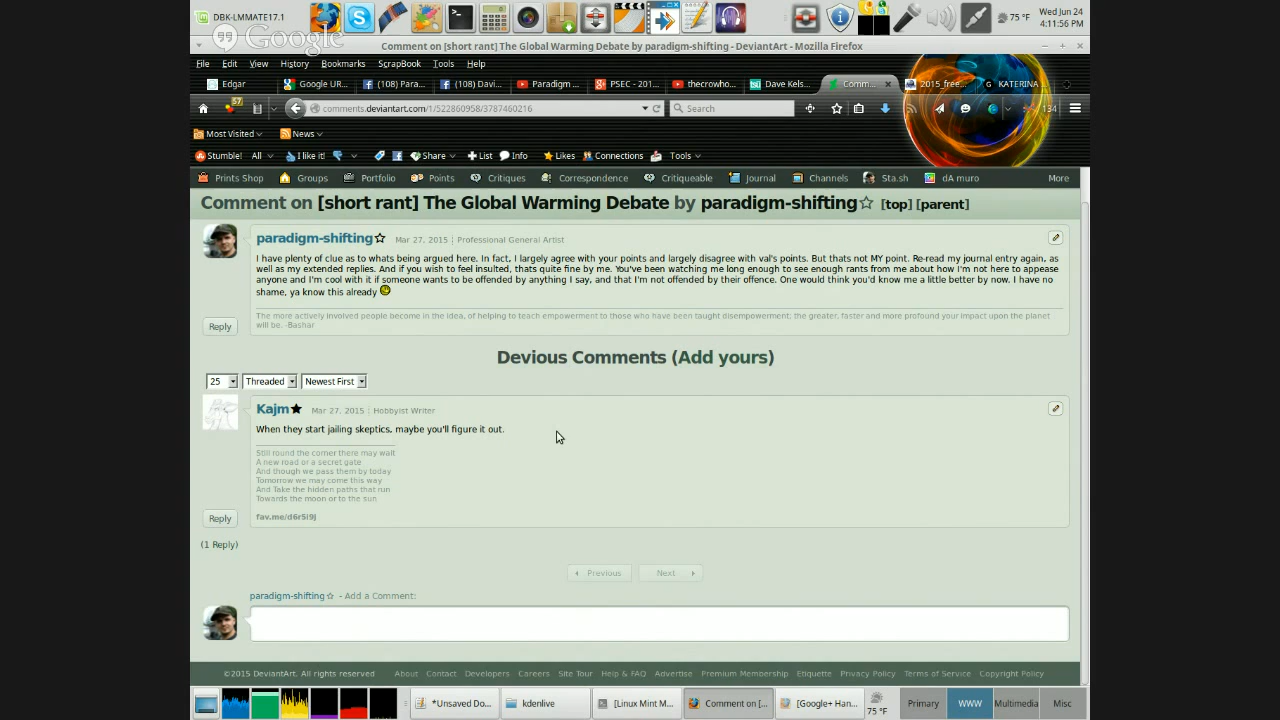 DBK-LMMATE17.1
75 °F
Wed Jun 24
4:11:56 PM
Google
Comment on [short rant] The Global Warming Debate by paradigm-shifting - DeviantArt - Mozilla Firefox
File Edit View History Bookmarks ScrapBook Tools Help
Edgar
Google UR...
(108) Para...
(108) Davi...
Paradigm ...
PSEC - 201...
thecrowho...
Dave Kels...
Comm...
2015_free...
KATERINA
57
comments.deviantart.com/1/522860958/3787460216
Search
134
Most Visited News
Stumble! All I like it! Share List Info Likes Connections Tools
Prints Shop Groups Portfolio Points Critiques Correspondence Critiqueable Journal Channels Sta.sh dA muro More
Comment on [short rant] The Global Warming Debate by paradigm-shifting [top] [parent]
paradigm-shifting Mar 27, 2015 | Professional General Artist
I have plenty of clue as to whats being argued here. In fact, I largely agree with your points and largely disagree with val's points. But thats not MY point. Re-read my journal entry again, as
well as my extended replies. And if you wish to feel insulted, thats quite fine by me. You've been watching me long enough to see enough rants from me about how I'm not here to appease
anyone and I'm cool with it if someone wants to be offended by anything I say, and that I'm not offended by their offence. One would think you'd know me a little better by now. I have no
shame, ya know this already
The more actively involved people become in the idea, of helping to teach empowerment to those who have been taught disempowerment; the greater, faster and more profound your impact upon the planet
will be. -Bashar
Reply
Devious Comments (Add yours)
25 Threaded Newest First
Kajm Mar 27, 2015 | Hobbyist Writer
When they start jailing skeptics, maybe you'll figure it out.
Still round the corner there may wait
A new road or a secret gate
And though we pass them by today
Tomorrow we may come this way
And Take the hidden paths that run
Towards the moon or to the sun
fav.me/d6r5i9j
Reply
(1 Reply)
Previous Next
paradigm-shifting - Add a Comment:
©2015 DeviantArt. All rights reserved About Contact Developers Careers Site Tour Help & FAQ Advertise Premium Membership Etiquette Privacy Policy Terms of Service Copyright Policy
*Unsaved Do...
kdenlive
[Linux Mint M...
Comment on [...
[Google+ Han...
75 °F
Primary WWW Multimedia Misc